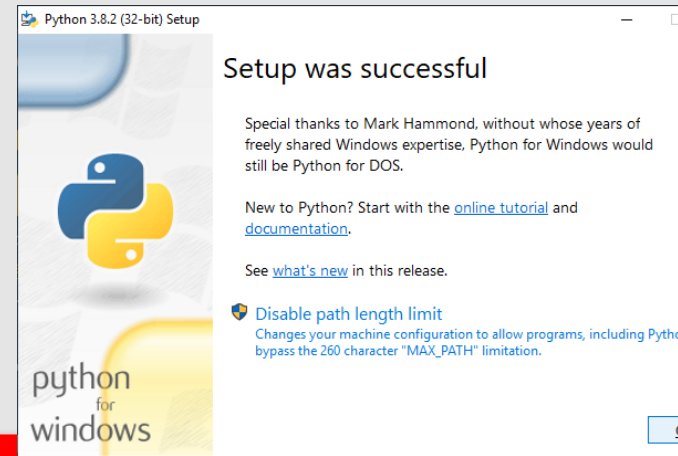 Python 3.8.2 (32-bit) Setup
Setup was successful
Special thanks to Mark Hammond, without whose years of
freely shared Windows expertise, Python for Windows would
still be Python for DOS.
New to Python? Start with the online tutorial and
documentation.
See what's new in this release.
Disable path length limit
Changes your machine configuration to allow programs, including
bypass the 260 character "MAX_PATH" limitation.
python
for
windows